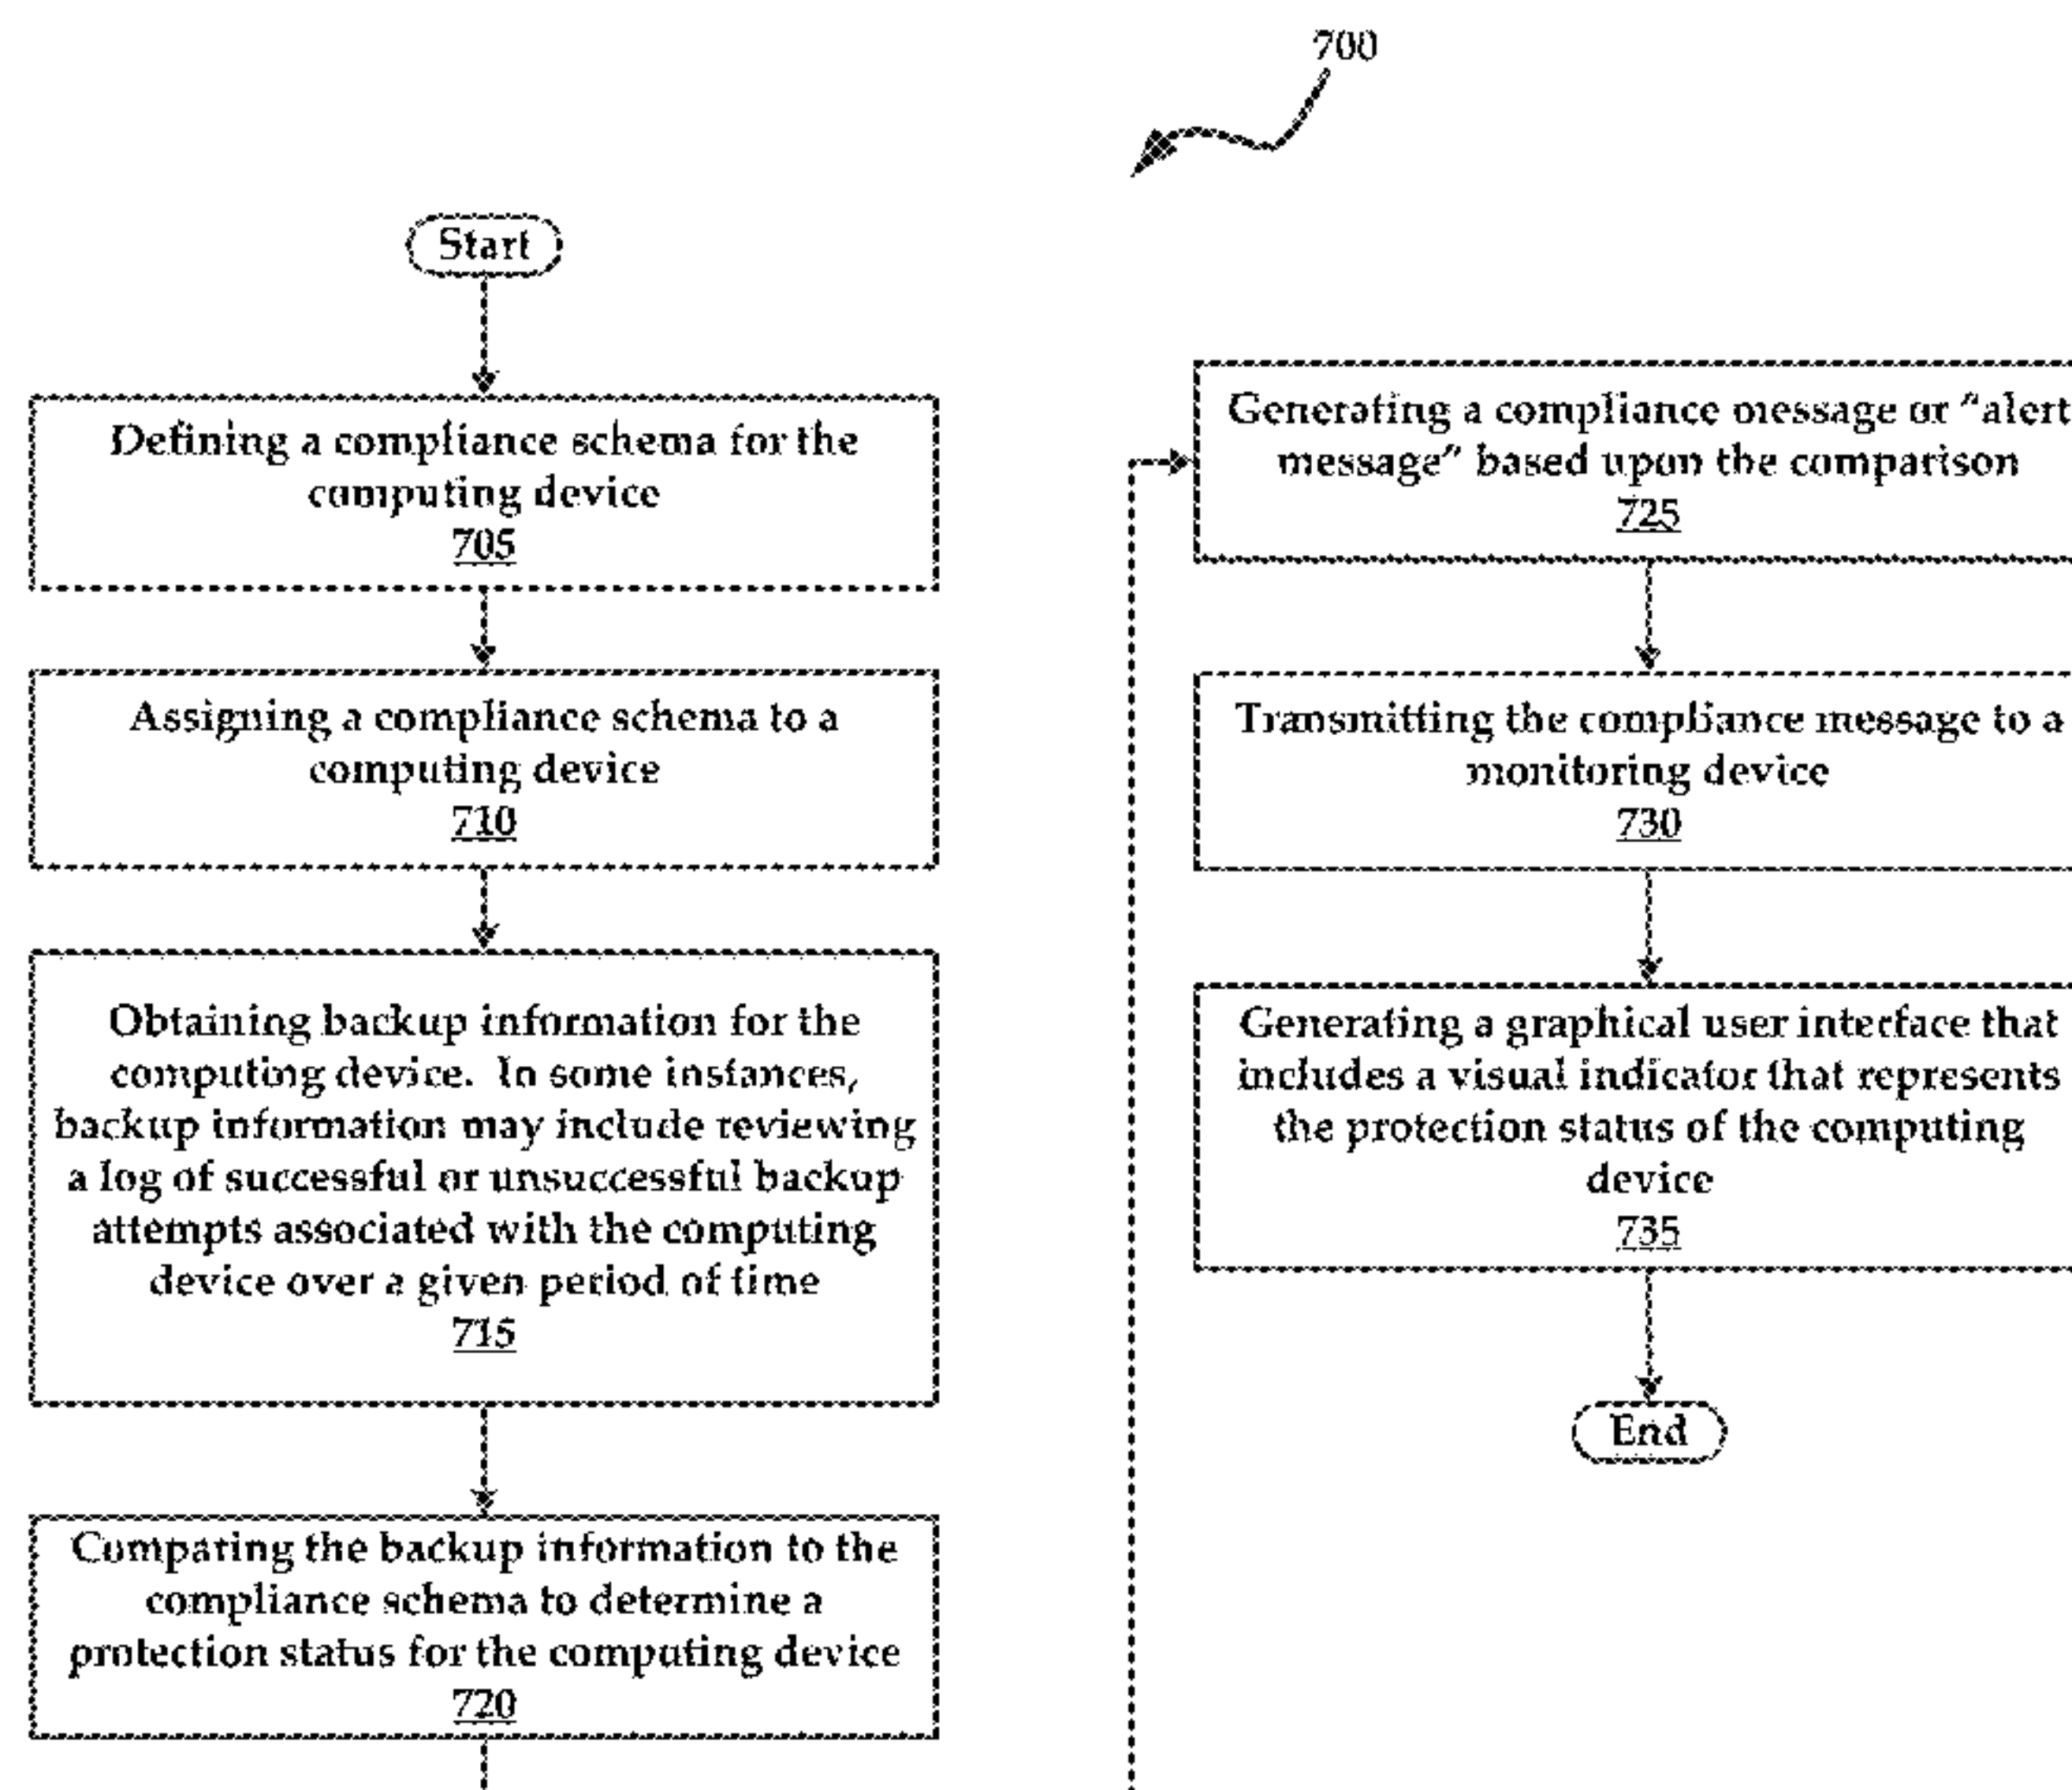 700
Start
Defining a compliance schema for the
computing device
705
Assigning a compliance schema to a
computing device
710
Obtaining backup information for the
computing device. In some instances,
backup information may include reviewing
a log of successful or unsuccessful backup
attempts associated with the computing
device over a given period of time
715
Comparing the backup information to the
compliance schema to determine a
protection status for the computing device
720
Generating a compliance message or “alert
message” based upon the comparison
725
Transmitting the compliance message to a
monitoring device
730
Generating a graphical user interface that
includes a visual indicator that represents
the protection status of the computing
device
735
End